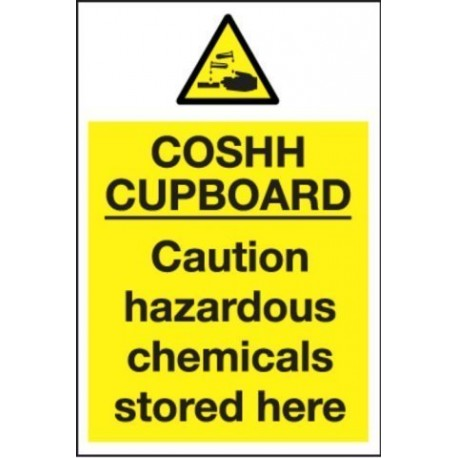 COSHH
CUPBOARD
Caution
hazardous
chemicals
stored here